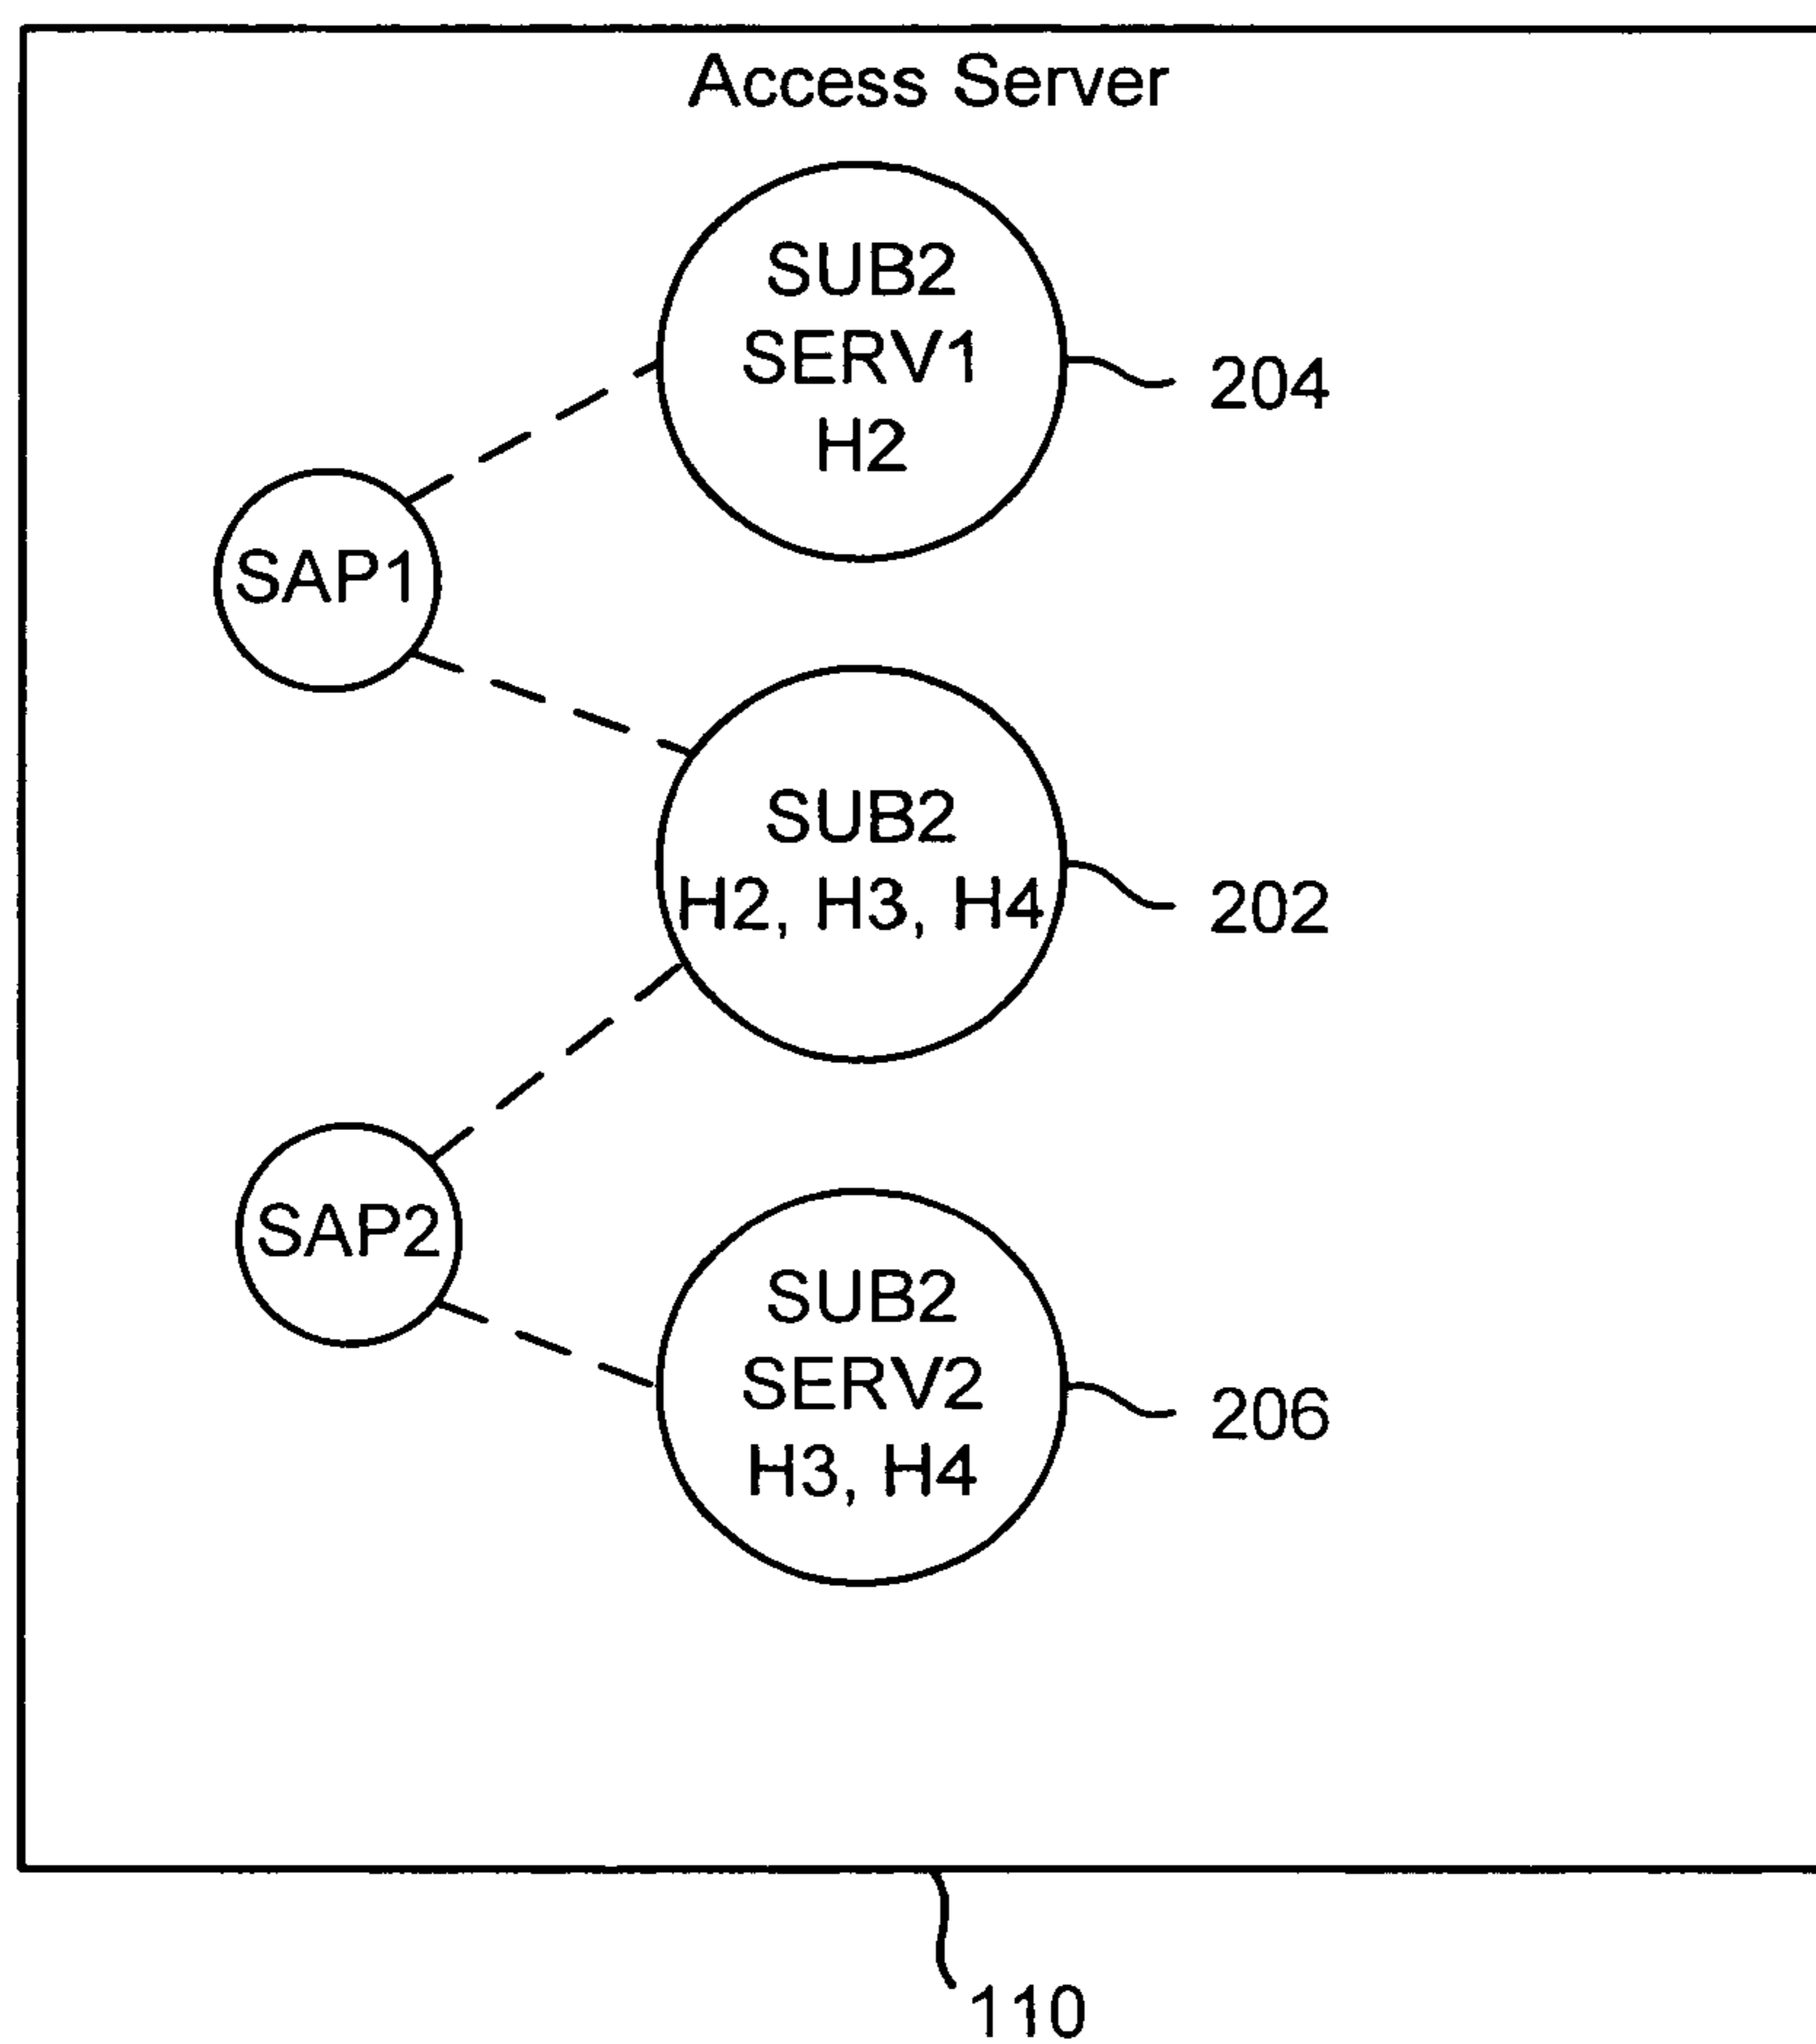 Access Server
SUB2
SERV1
H2
204
SAP1
SUB2
H2, H3, H4
202
SAP2
SUB2
SERV2
H3, H4
206
110